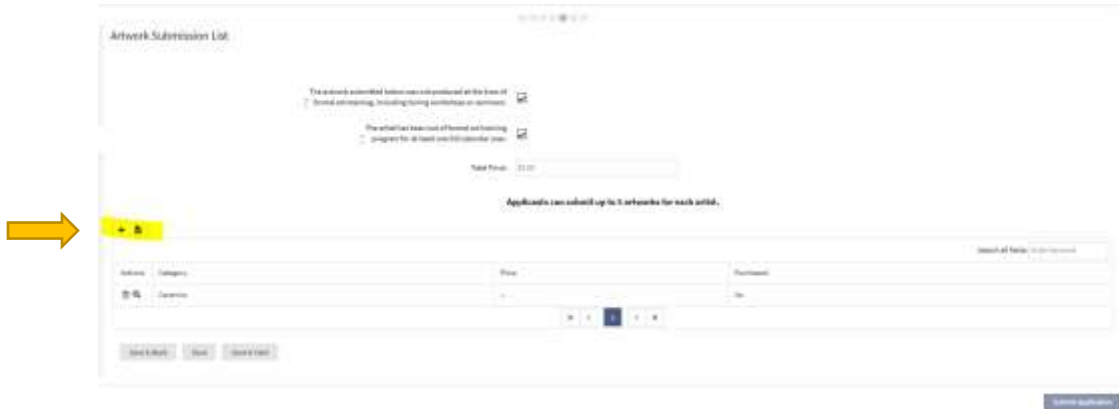 Artwork Submission List
The artwork submitted below was not produced at the time of
formal art training, including during workshops or seminars.
The artist has been out of formal art training
program for at least one full calendar year.
Total Price:
Applicants can submit up to 5 artworks for each artist.
Search all fields:
Actions Category Price Purchased
Ceramics No
Save & Back Save Save & Next
Submit Application